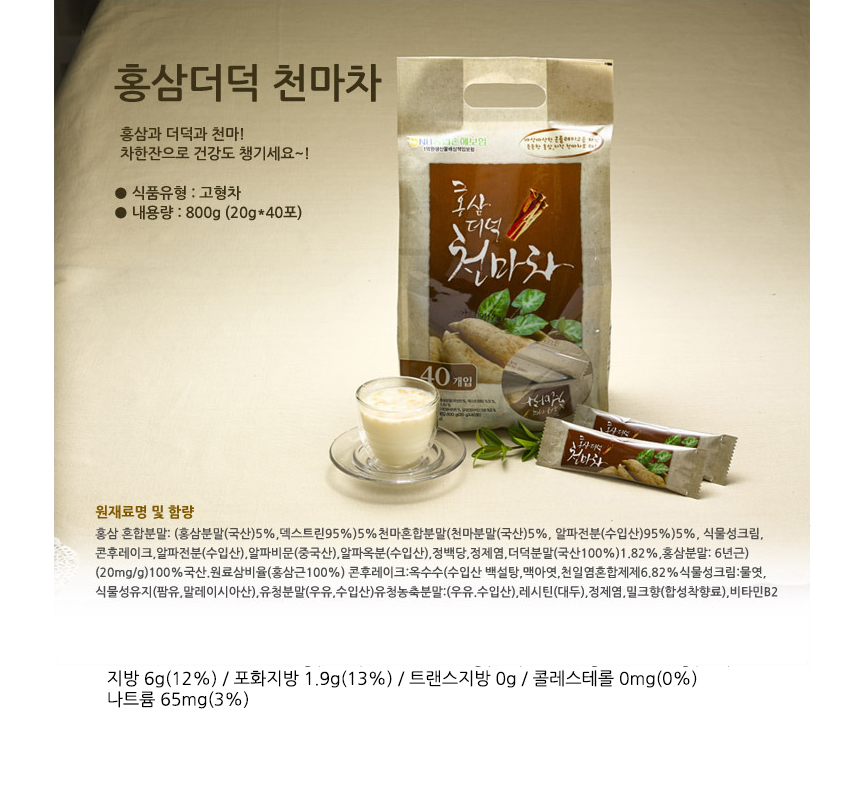 홍삼더덕 천마차
홍삼과 더덕과 천마!
차한잔으로 건강도 챙기세요~!
● 식품유형 : 고형차
● 내용량 : 800g (20g*40포)
홍삼
더덕
천마차
40개입
홍삼더덕
천마차
원재료명 및 함량
홍삼 혼합분말: (홍삼분말(국산)5%,덱스트린95%)5%천마혼합분말(천마분말(국산)5%, 알파전분(수입산)95%)5%, 식물성크림,
콘후레이크,알파전분(수입산),알파비문(중국산),알파옥분(수입산),정백당,정제염,더덕분말(국산100%)1.82%,홍삼분말: 6년근)
(20mg/g)100%국산.원료삼비율(홍삼근100%) 콘후레이크:옥수수(수입산 백설탕,맥아엿,천일염혼합제제6.82%식물성크림:물엿,
식물성유지(팜유,말레이시아산),유청분말(우유,수입산)유청농축분말:(우유.수입산),레시틴(대두),정제염,밀크향(합성착향료),비타민B2
지방 6g(12%) / 포화지방 1.9g(13%) / 트랜스지방 0g / 콜레스테롤 0mg(0%)
나트륨 65mg(3%)